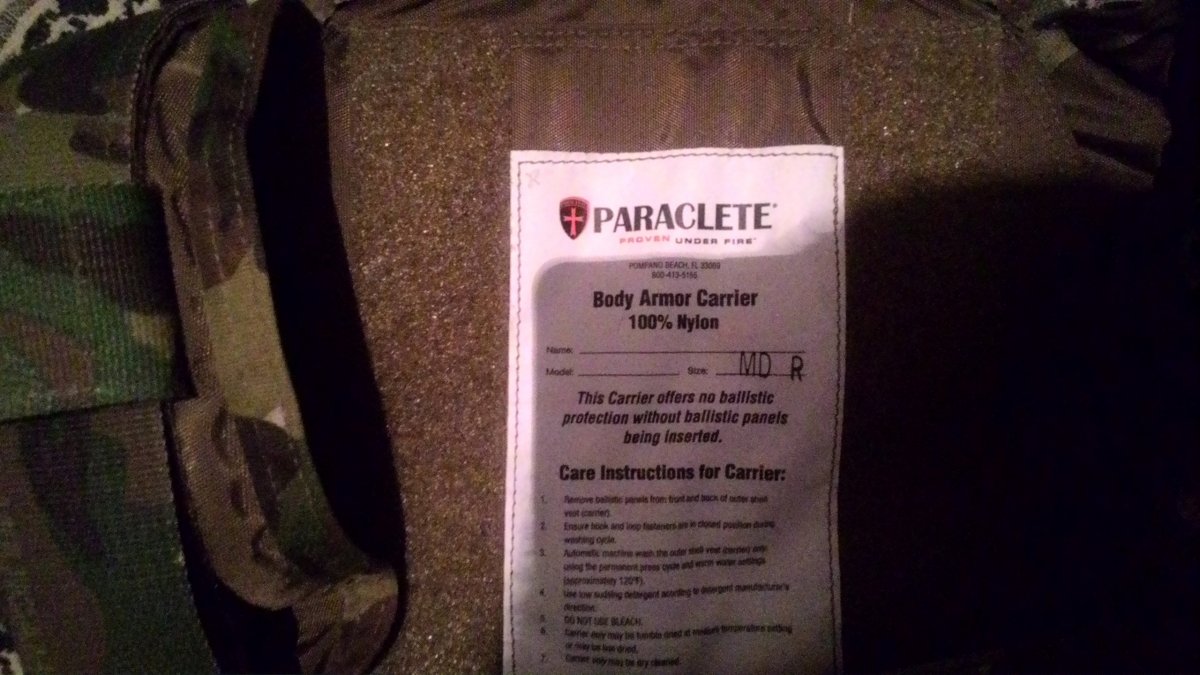 PARACLETE®
PROVEN UNDER FIRE™
POMPANO BEACH, FL 33069
800-413-5155
Body Armor Carrier
100% Nylon
Name:
Model: Size: MD R
This Carrier offers no ballistic
protection without ballistic panels
being inserted.
Care Instructions for Carrier:
1. Remove ballistic panels from front and back of outer shell
vest (carrier).
2. Ensure hook and loop fasteners are in closed position during
washing cycle.
3. Automatic machine wash the outer shell vest (carrier) only
using the permanent press cycle and warm water settings
(approximately 120°F).
4. Use low sudsing detergent acording to detergent manufacturer's
direction.
5. DO NOT USE BLEACH.
6. Carrier only may be tumble dried at medium temperature setting
or may be line dried.
7. Carrier only may be dry cleaned.